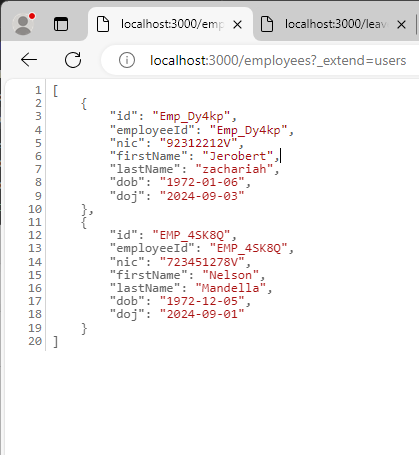 localhost:3000/emp
localhost:3000/leav
localhost:3000/employees?_extend=users
1 [
2 {
3 "id": "Emp_Dy4kp",
4 "employeeId": "Emp_Dy4kp",
5 "nic": "92312212V",
6 "firstName": "Jerobert",
7 "lastName": "zachariah",
8 "dob": "1972-01-06",
9 "doj": "2024-09-03"
10 },
11 {
12 "id": "EMP_4SK8Q",
13 "employeeId": "EMP_4SK8Q",
14 "nic": "723451278V",
15 "firstName": "Nelson",
16 "lastName": "Mandella",
17 "dob": "1972-12-05",
18 "doj": "2024-09-01"
19 }
20 ]